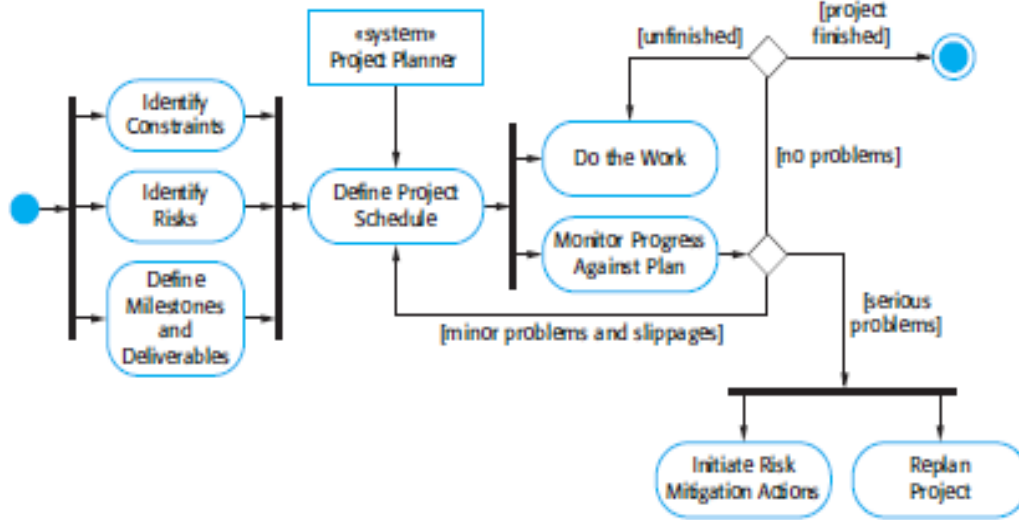 «system»
Project Planner
[unfinished]
[project
finished]
Identify
Constraints
Do the Work
[no problems]
Identify
Risks
Define Project
Schedule
Monitor Progress
Against Plan
Define
Milestones
and
Deliverables
[minor problems and slippages]
[serious
problems]
Initiate Risk
Mitigation Actions
Replan
Project